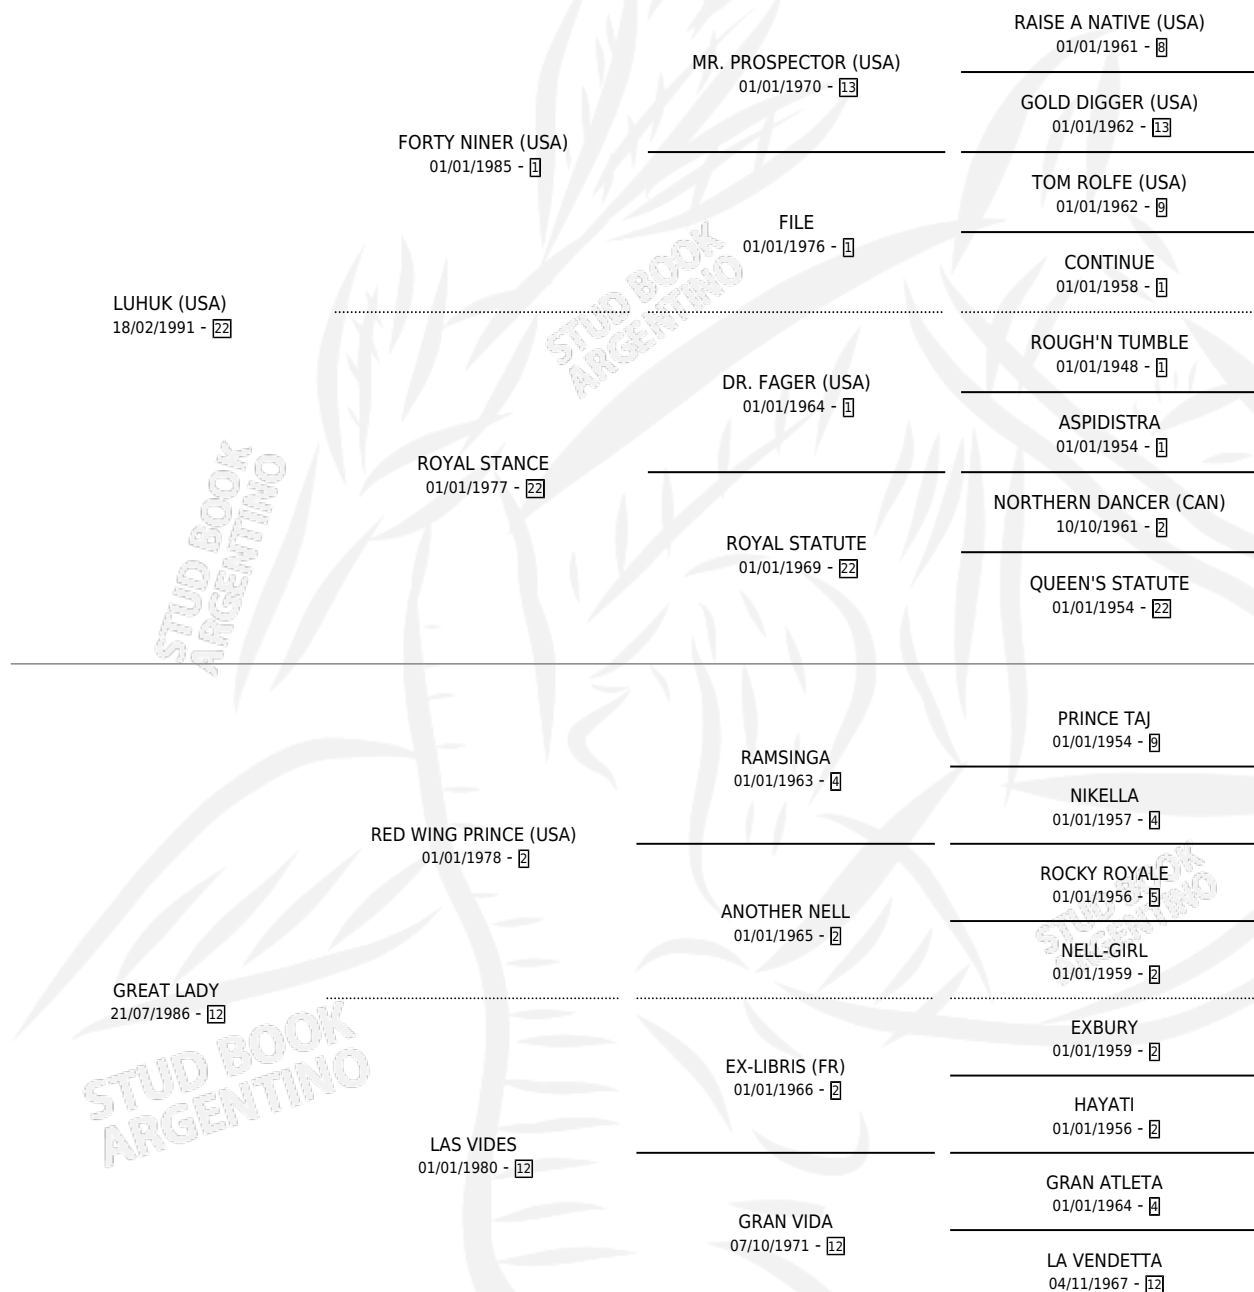 RAISE A NATIVE (USA)
01/01/1961 - 8
MR. PROSPECTOR (USA)
01/01/1970 - 13
GOLD DIGGER (USA)
01/01/1962 - 13
FORTY NINER (USA)
01/01/1985 - 1
TOM ROLFE (USA)
01/01/1962 - 9
FILE
01/01/1976 - 1
CONTINUE
01/01/1958 - 1
LUHUK (USA)
18/02/1991 - 22
ROUGH'N TUMBLE
01/01/1948 - 1
DR. FAGER (USA)
01/01/1964 - 1
ASPIDISTRA
01/01/1954 - 1
ROYAL STANCE
01/01/1977 - 22
NORTHERN DANCER (CAN)
10/10/1961 - 2
ROYAL STATUTE
01/01/1969 - 22
QUEEN'S STATUTE
01/01/1954 - 22
PRINCE TAJ
01/01/1954 - 9
RAMSINGA
01/01/1963 - 4
NIKELLA
01/01/1957 - 4
RED WING PRINCE (USA)
01/01/1978 - 2
ROCKY ROYALE
01/01/1956 - 5
ANOTHER NELL
01/01/1965 - 2
NELL-GIRL
01/01/1959 - 2
GREAT LADY
21/07/1986 - 12
EXBURY
01/01/1959 - 2
EX-LIBRIS (FR)
01/01/1966 - 2
HAYATI
01/01/1956 - 2
LAS VIDES
01/01/1980 - 12
GRAN ATLETA
01/01/1964 - 4
GRAN VIDA
07/10/1971 - 12
LA VENDETTA
04/11/1967 - 12
STUD BOOK
ARGENTINO
STUD BOOK
ARGENTINO
STUD BOOK
ARGENTINO
STUD BOOK
ARGENTINO